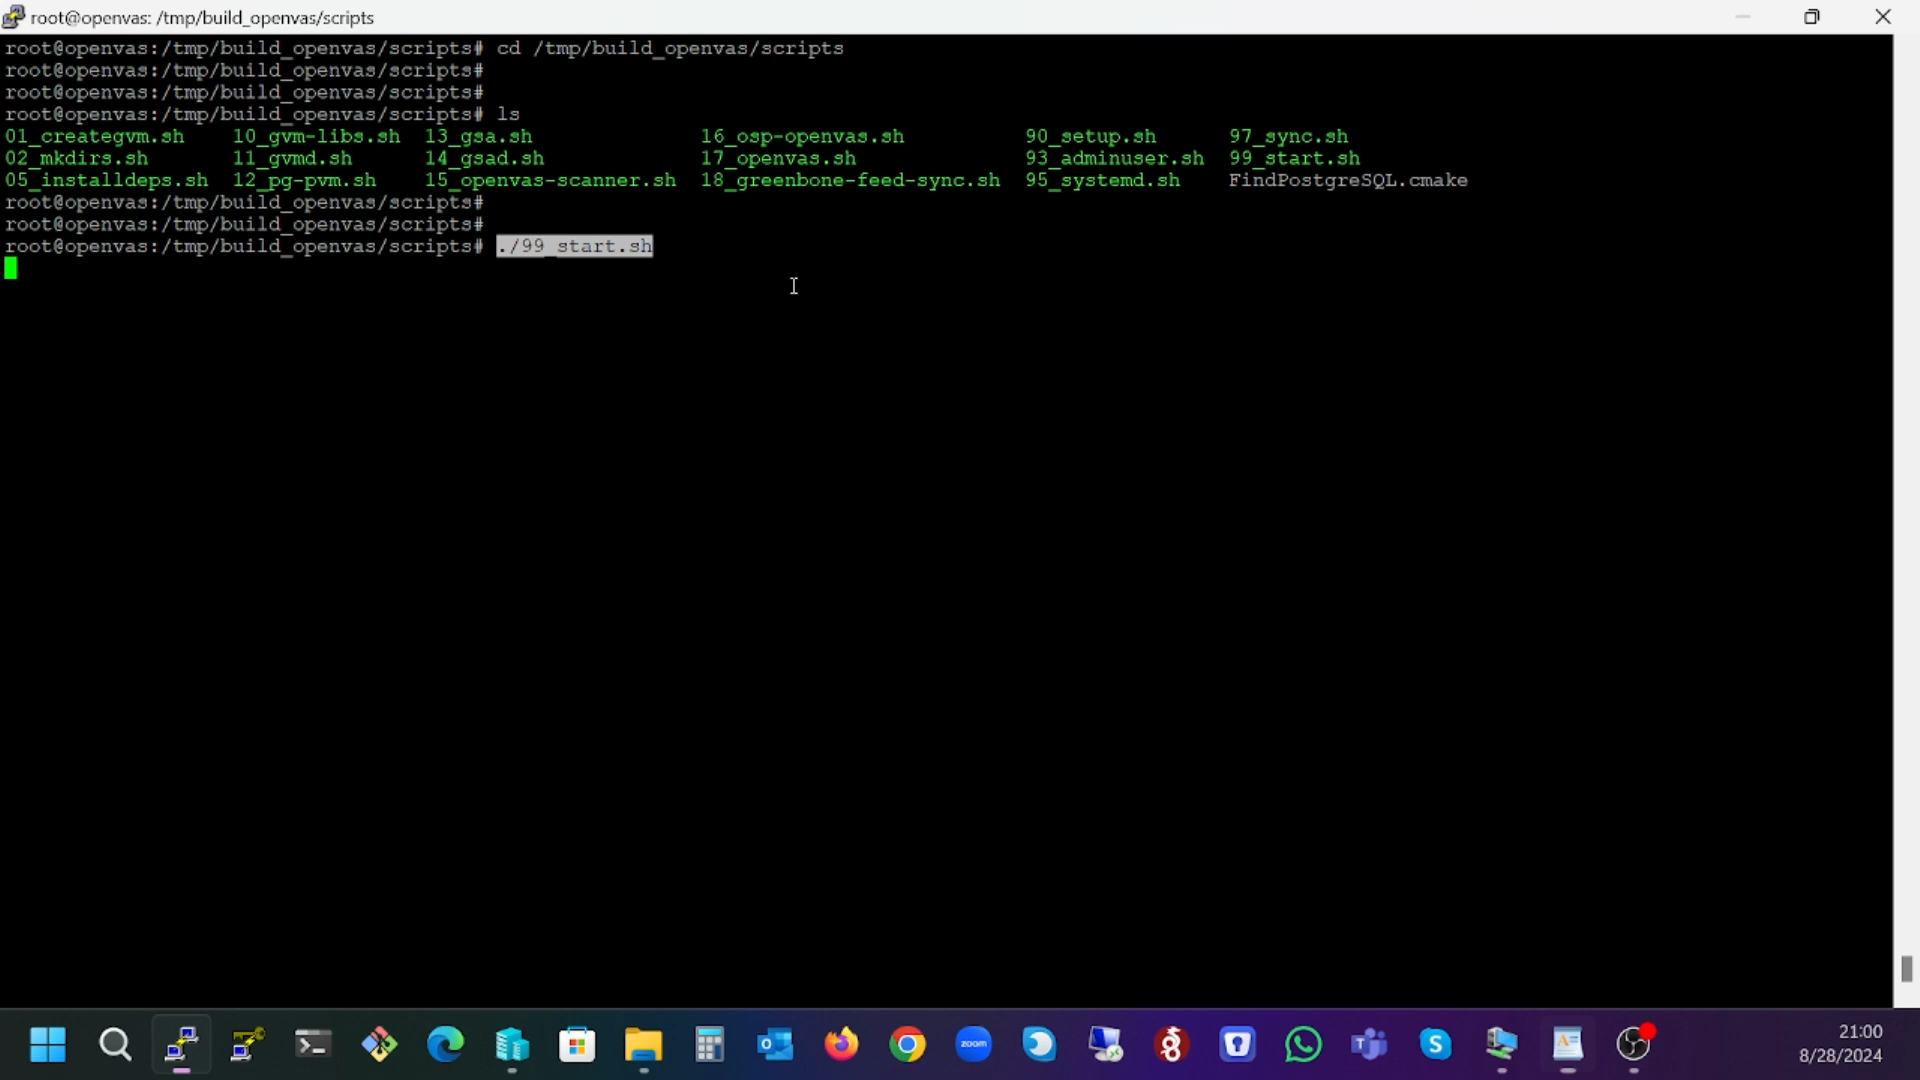 root@openvas: /tmp/build_openvas/scripts
root@openvas:/tmp/build_openvas/scripts# cd /tmp/build_openvas/scripts
root@openvas:/tmp/build_openvas/scripts#
root@openvas:/tmp/build_openvas/scripts#
root@openvas:/tmp/build_openvas/scripts# ls
01_creategvm.sh 10_gvm-libs.sh 13_gsa.sh 16_osp-openvas.sh 90_setup.sh 97_sync.sh
02_mkdirs.sh 11_gvmd.sh 14_gsad.sh 17_openvas.sh 93_adminuser.sh 99_start.sh
05_installdeps.sh 12_pg-pvm.sh 15_openvas-scanner.sh 18_greenbone-feed-sync.sh 95_systemd.sh FindPostgreSQL.cmake
root@openvas:/tmp/build_openvas/scripts#
root@openvas:/tmp/build_openvas/scripts#
root@openvas:/tmp/build_openvas/scripts# ./99_start.sh
zoom
21:00
8/28/2024